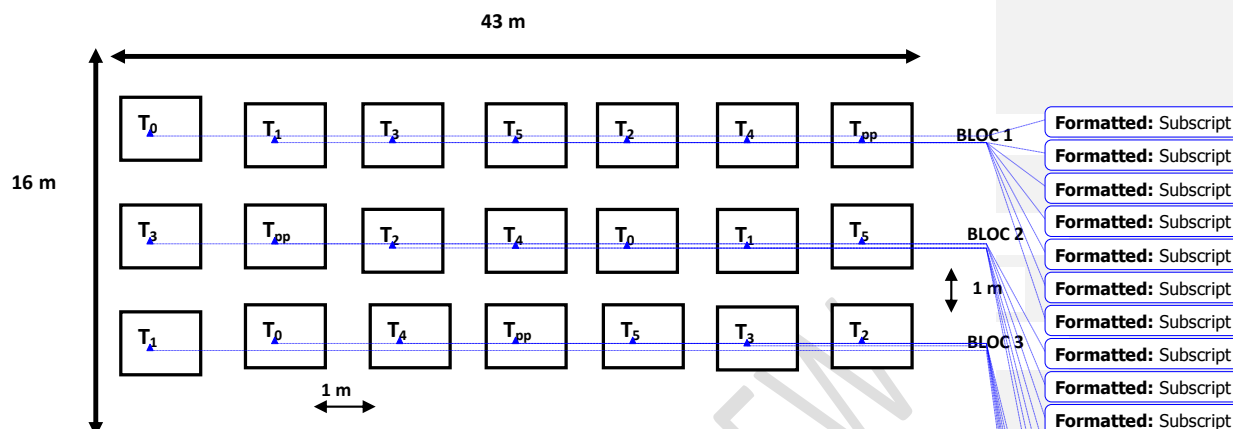 43 m
16 m
T₀ T₁ T₃ T₅ T₂ T₄ Tₚₚ BLOC 1
T₃ Tₚₚ T₂ T₄ T₀ T₁ T₅ BLOC 2
1 m
T₁ T₀ T₄ Tₚₚ T₅ T₃ T₂ BLOC 3
1 m
Formatted: Subscript
Formatted: Subscript
Formatted: Subscript
Formatted: Subscript
Formatted: Subscript
Formatted: Subscript
Formatted: Subscript
Formatted: Subscript
Formatted: Subscript
Formatted: Subscript